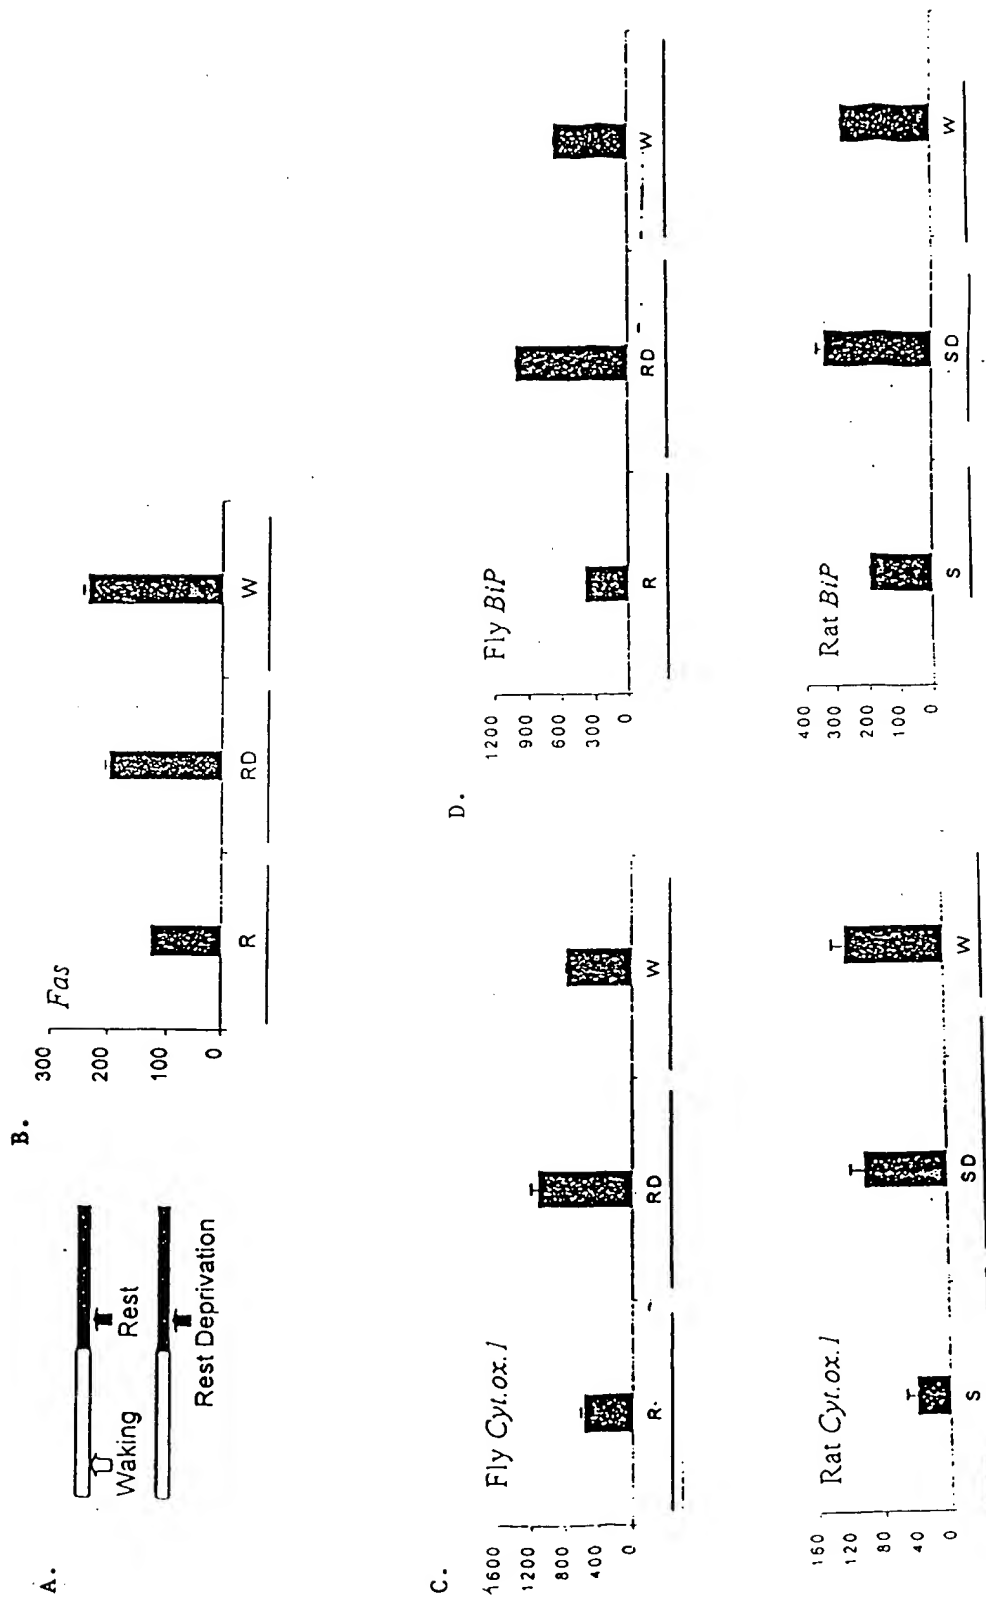 A.
Waking
Rest
Rest Deprivation
B.
Fas
300
200
100
0
R
RD
W
C.
Fly Cyt.ox.1
1600
1200
800
400
0
R
RD
W
Rat Cyt.ox.1
160
120
80
40
0
S
SD
W
D.
Fly BiP
1200
900
600
300
0
R
RD
W
Rat BiP
400
300
200
100
0
S
SD
W